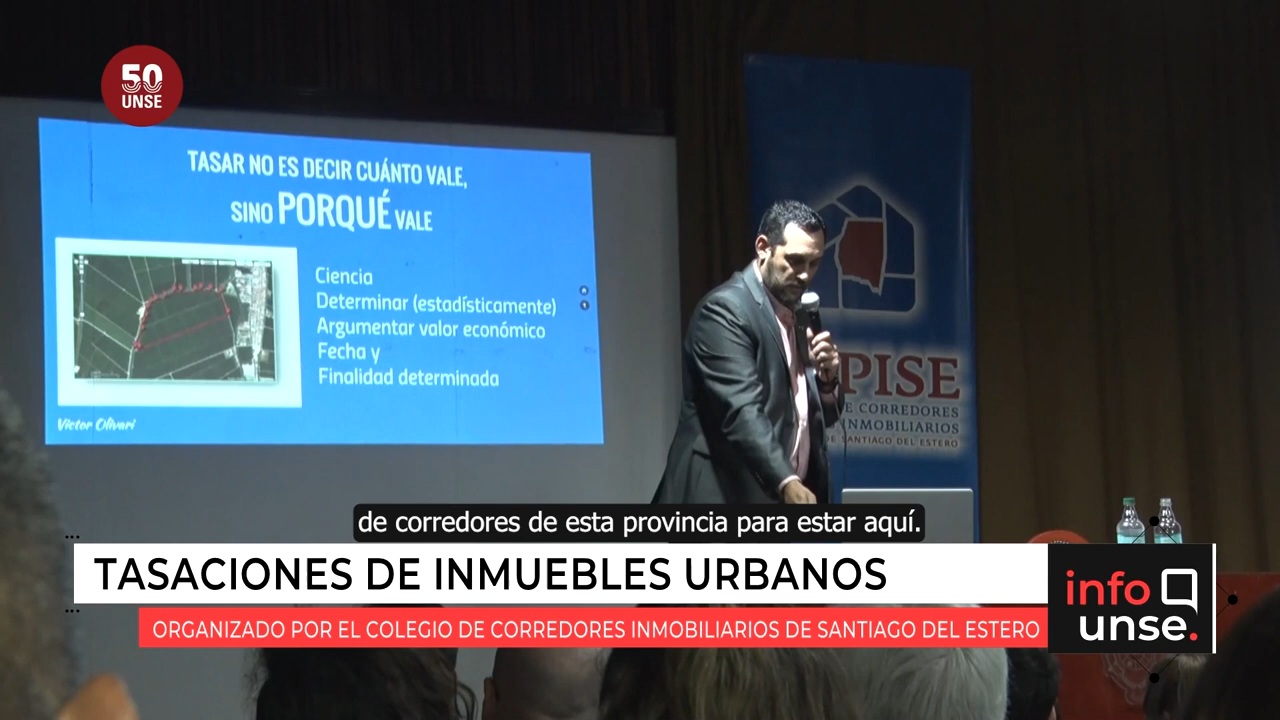 50
UNSE
TASAR NO ES DECIR CUÁNTO VALE,
SINO PORQUÉ VALE
Ciencia
Determinar (estadísticamente)
Argumentar valor económico
Fecha y
Finalidad determinada
Victor Olivari
PISE
E CORREDORES
INMOBILIARIOS
DE SANTIAGO DEL ESTERO
de corredores de esta provincia para estar aquí.
TASACIONES DE INMUEBLES URBANOS
ORGANIZADO POR EL COLEGIO DE CORREDORES INMOBILIARIOS DE SANTIAGO DEL ESTERO
info
unse.